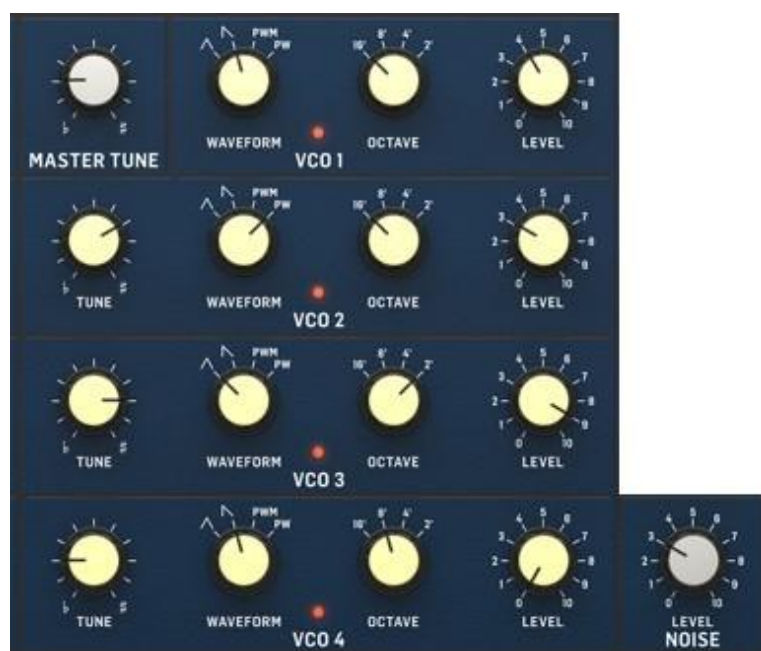 PWM
PW
8' 4'
16' 2'
5
4 6
3 7
2 8
1 9
0 10
♭ ♯
WAVEFORM OCTAVE LEVEL
MASTER TUNE VCO 1
PWM
PW
8' 4'
16' 2'
5
4 6
3 7
2 8
1 9
♭ ♯ 0 10
TUNE WAVEFORM OCTAVE LEVEL
VCO 2
PWM
PW
8' 4'
16' 2'
5
4 6
3 7
2 8
1 9
♭ ♯ 0 10
TUNE WAVEFORM OCTAVE LEVEL
VCO 3
PWM
PW
8' 4'
16' 2'
5
4 6
3 7
2 8
1 9
♭ ♯ 0 10
TUNE WAVEFORM OCTAVE LEVEL
VCO 4
5
4 6
3 7
2 8
1 9
0 10
LEVEL
NOISE